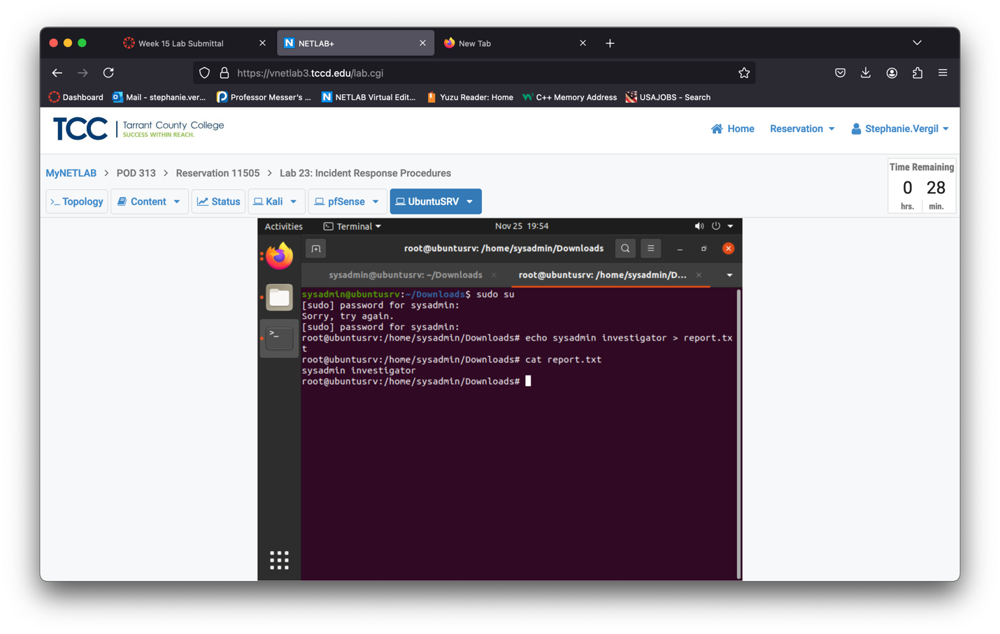 Week 15 Lab Submittal
NETLAB+
New Tab
https://vnetlab3.tccd.edu/lab.cgi
Dashboard
Mail - stephanie.ver...
Professor Messer's ...
NETLAB Virtual Edit...
Yuzu Reader: Home
C++ Memory Address
USAJOBS - Search
TCC
Tarrant County College
SUCCESS WITHIN REACH.
Home
Reservation
Stephanie.Vergil
MyNETLAB > POD 313 > Reservation 11505 > Lab 23: Incident Response Procedures
Time Remaining
0 28
hrs. min.
>_ Topology
Content
Status
Kali
pfSense
UbuntuSRV
Activities
Terminal
Nov 25 19:54
root@ubuntusrv: /home/sysadmin/Downloads
sysadmin@ubuntusrv: ~/Downloads
root@ubuntusrv: /home/sysadmin/D...
sysadmin@ubuntusrv:~/Downloads$ sudo su
[sudo] password for sysadmin:
Sorry, try again.
[sudo] password for sysadmin:
root@ubuntusrv:/home/sysadmin/Downloads# echo sysadmin investigator > report.tx
t
root@ubuntusrv:/home/sysadmin/Downloads# cat report.txt
sysadmin investigator
root@ubuntusrv:/home/sysadmin/Downloads#